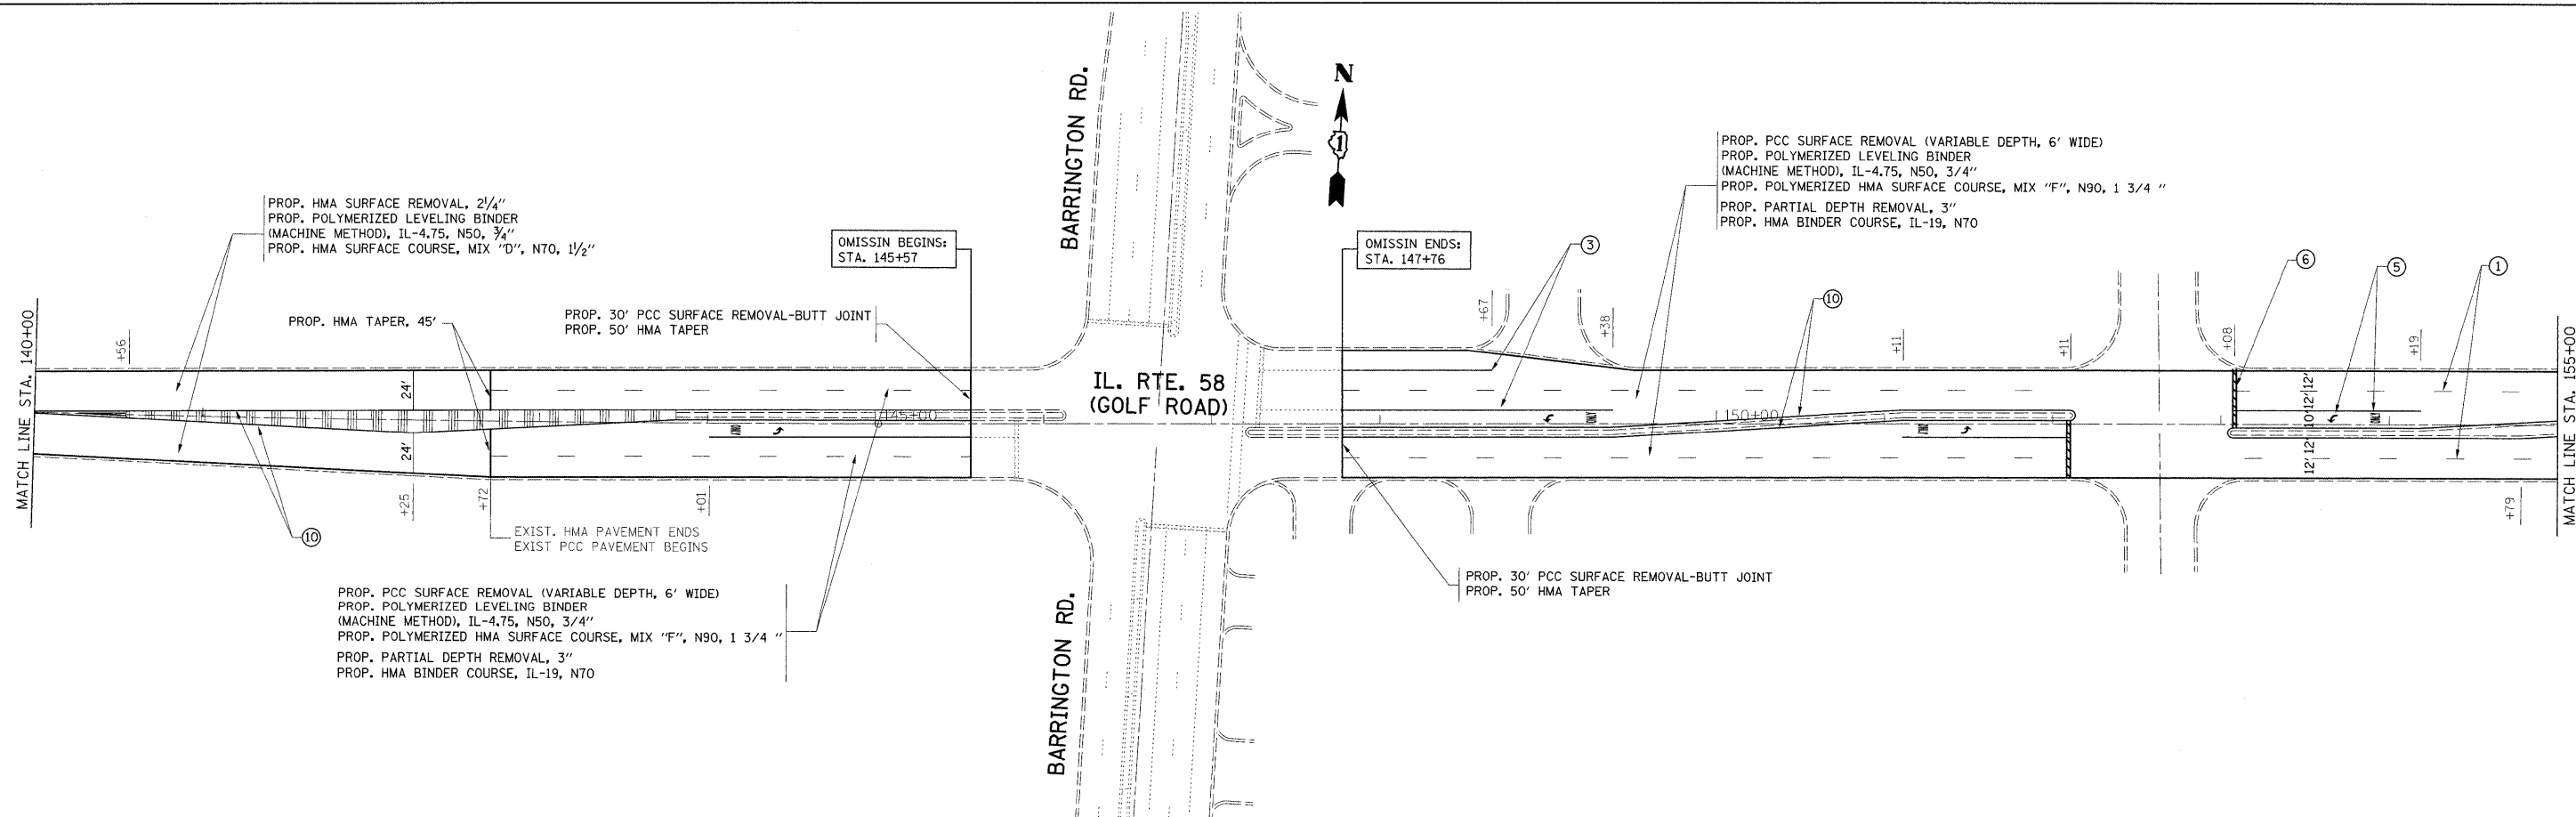 BARRINGTON RD.
N
1
PROP. PCC SURFACE REMOVAL (VARIABLE DEPTH, 6' WIDE)
PROP. POLYMERIZED LEVELING BINDER
(MACHINE METHOD), IL-4.75, N50, 3/4"
PROP. POLYMERIZED HMA SURFACE COURSE, MIX "F", N90, 1 3/4 "
PROP. PARTIAL DEPTH REMOVAL, 3"
PROP. HMA BINDER COURSE, IL-19, N70
PROP. HMA SURFACE REMOVAL, 2 1/4"
PROP. POLYMERIZED LEVELING BINDER
(MACHINE METHOD), IL-4.75, N50, 3/4"
PROP. HMA SURFACE COURSE, MIX "D", N70, 1 1/2"
OMISSIN BEGINS:
STA. 145+57
OMISSIN ENDS:
STA. 147+76
3
6
5
1
10
PROP. HMA TAPER, 45'
PROP. 30' PCC SURFACE REMOVAL-BUTT JOINT
PROP. 50' HMA TAPER
MATCH LINE STA. 140+00
+56
+67
+38
+11
+11
+08
+19
MATCH LINE STA. 155+00
24'
24'
145+00
ONLY
IL. RTE. 58
(GOLF ROAD)
ONLY
150+00
ONLY
ONLY
12'
12'
10'
12'
12'
+25
+72
+01
+79
10
EXIST. HMA PAVEMENT ENDS
EXIST PCC PAVEMENT BEGINS
PROP. 30' PCC SURFACE REMOVAL-BUTT JOINT
PROP. 50' HMA TAPER
PROP. PCC SURFACE REMOVAL (VARIABLE DEPTH, 6' WIDE)
PROP. POLYMERIZED LEVELING BINDER
(MACHINE METHOD), IL-4.75, N50, 3/4"
PROP. POLYMERIZED HMA SURFACE COURSE, MIX "F", N90, 1 3/4 "
PROP. PARTIAL DEPTH REMOVAL, 3"
PROP. HMA BINDER COURSE, IL-19, N70
BARRINGTON RD.